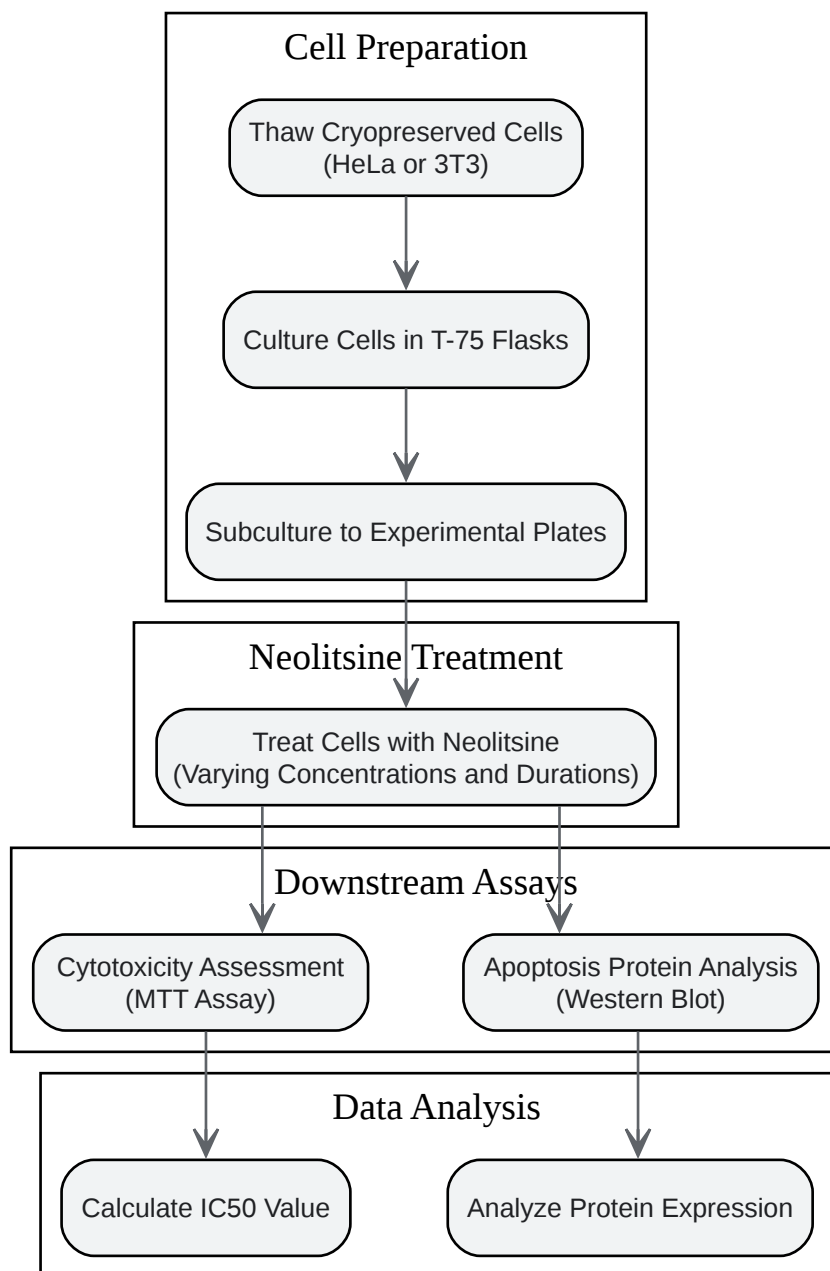 Cell Preparation
Thaw Cryopreserved Cells
(HeLa or 3T3)
Culture Cells in T-75 Flasks
Subculture to Experimental Plates
Neolitsine Treatment
Treat Cells with Neolitsine
(Varying Concentrations and Durations)
Downstream Assays
Cytotoxicity Assessment
(MTT Assay)
Apoptosis Protein Analysis
(Western Blot)
Data Analysis
Calculate IC50 Value
Analyze Protein Expression